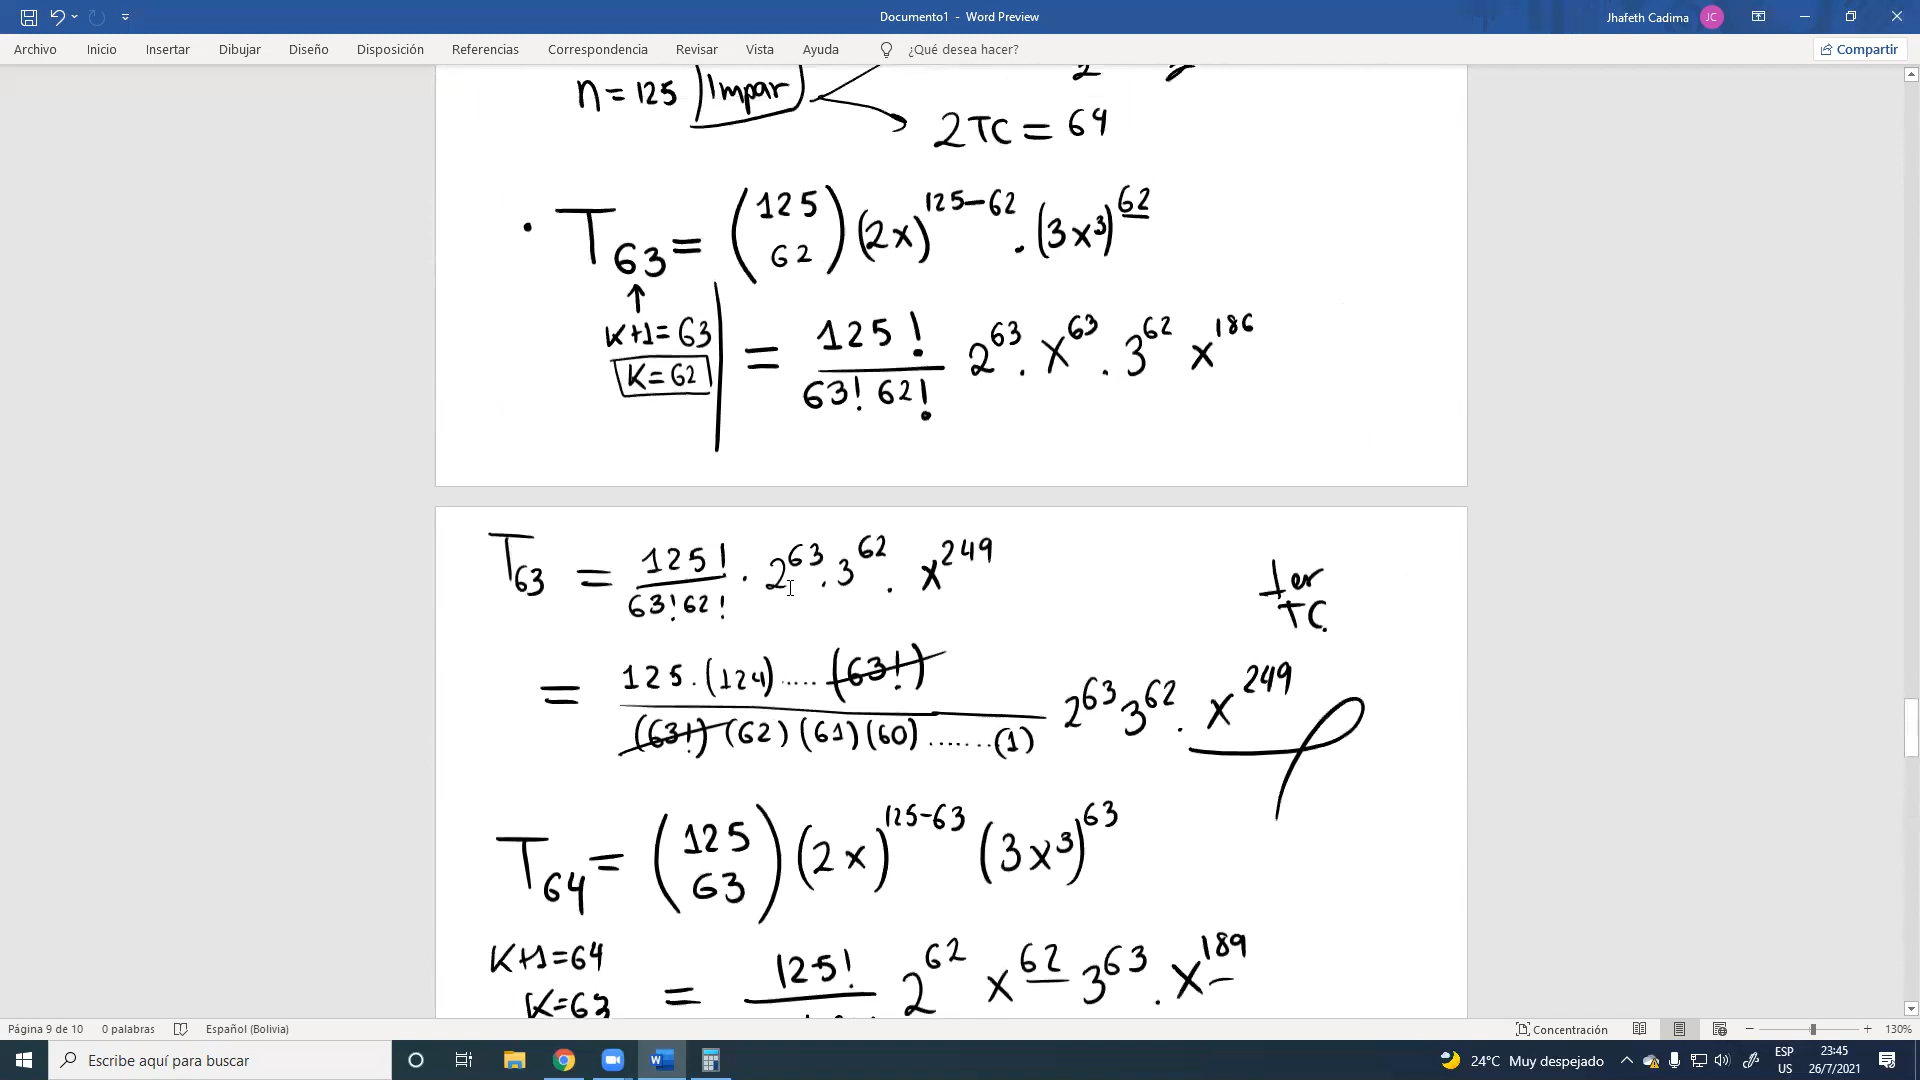 Documento1 - Word Preview
Jhafeth Cadima
JC
Archivo Inicio Insertar Dibujar Diseño Disposición Referencias Correspondencia Revisar Vista Ayuda ¿Qué desea hacer? Compartir
n = 125 Impar
2TC = 64
• T63 = (125 62) (2x)^125-62 . (3x³)^62
↑
K+1 = 63
K = 62
= 125! / 63! 62! 2^63 . x^63 . 3^62 x^186
T63 = 125! / 63! 62! . 2^63 . 3^62 . x^249
1er
TC.
= 125.(124)..... (63!) / (63!) (62) (61) (60) .......(1) 2^63 3^62 . x^249
T64 = (125 63) (2x)^125-63 (3x³)^63
K+1 = 64
K = 63
= 125! 2^62 x^62 3^63 . x^189
Página 9 de 10 0 palabras Español (Bolivia) Concentración 130%
Escribe aquí para buscar
24°C Muy despejado
ESP
US
23:45
26/7/2021